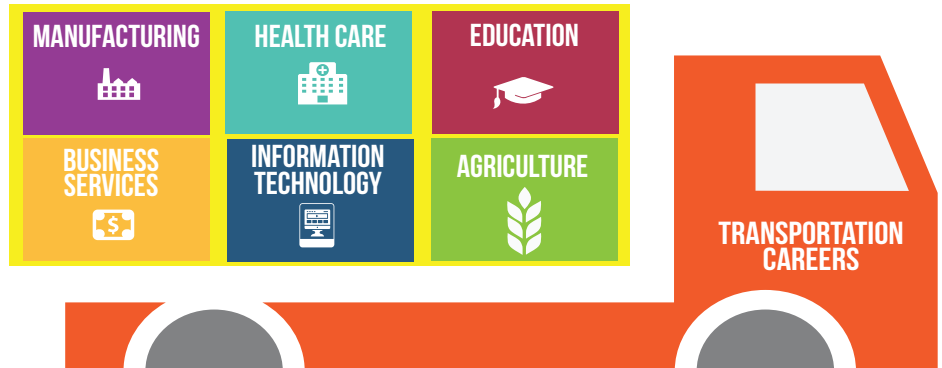 MANUFACTURING
HEALTH CARE
EDUCATION
BUSINESS
SERVICES
$
INFORMATION
TECHNOLOGY
AGRICULTURE
TRANSPORTATION
CAREERS